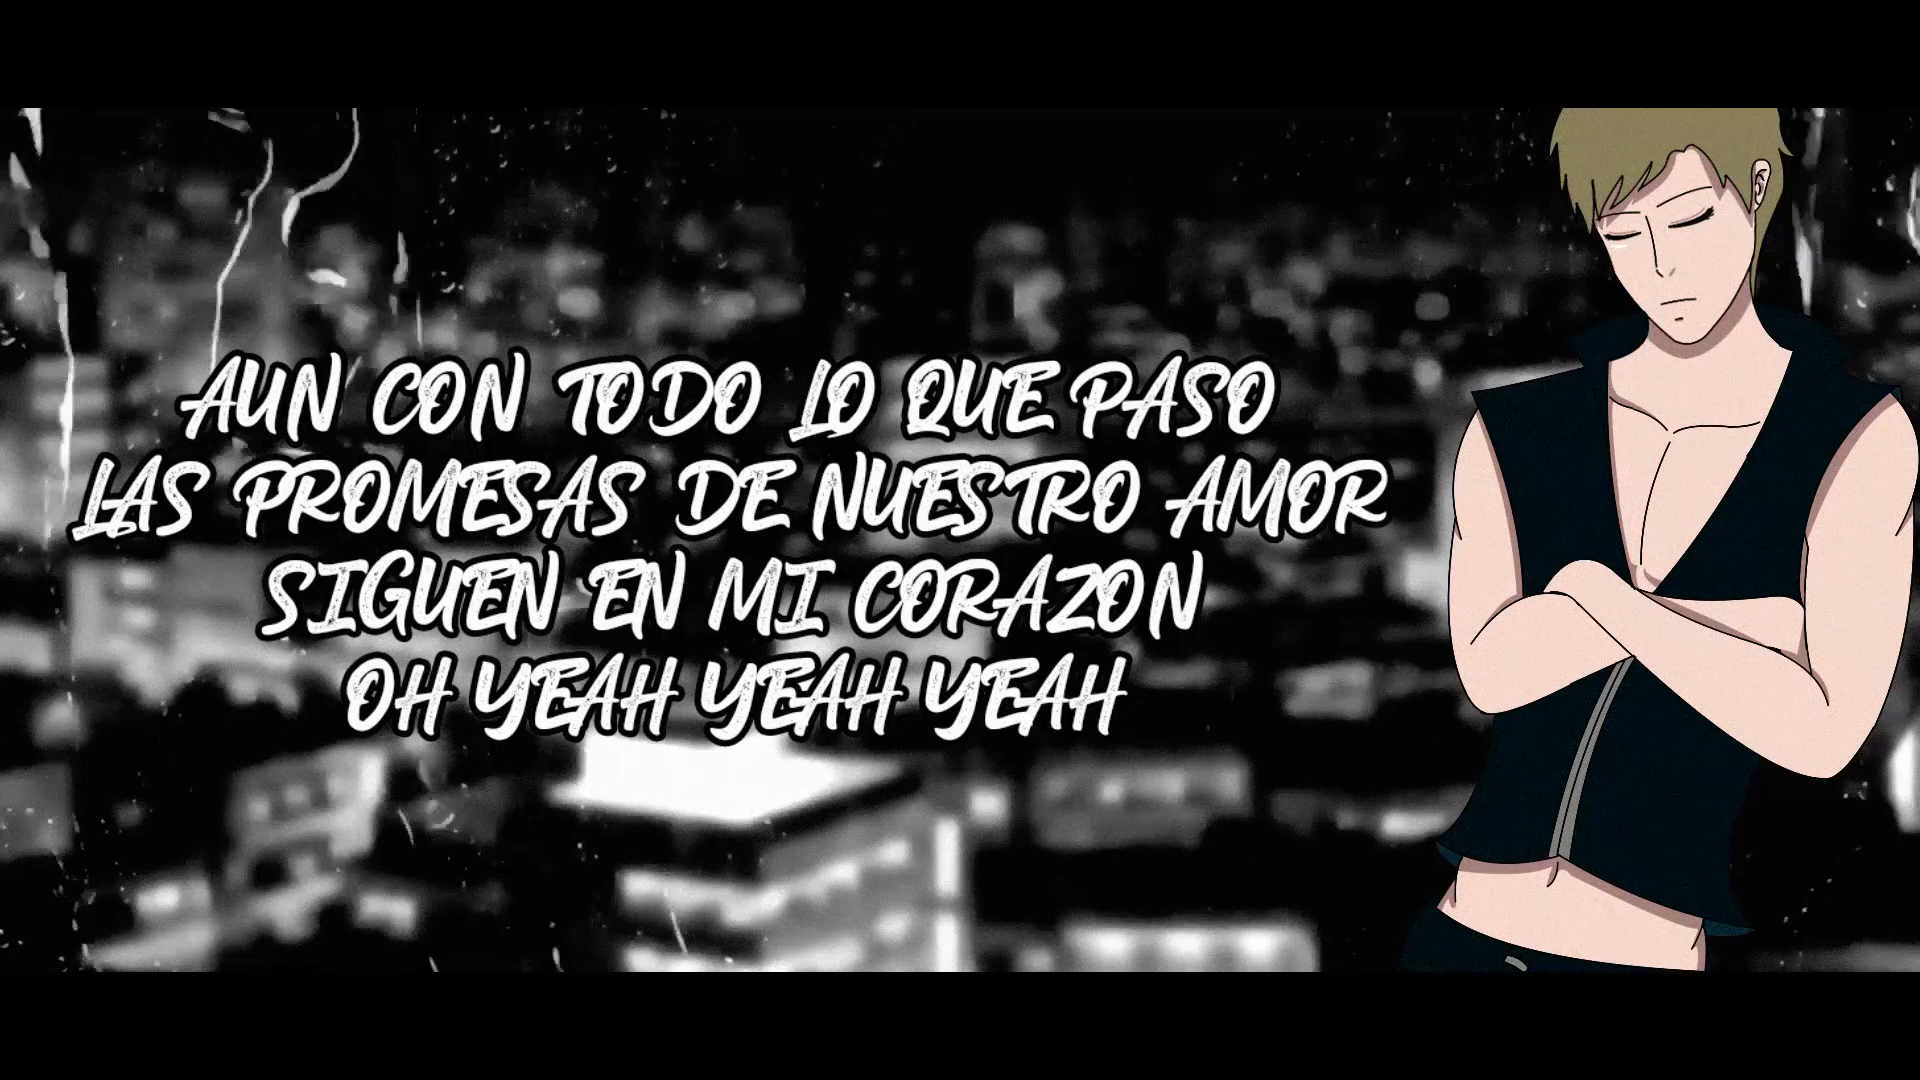 AUN CON TODO LO QUE PASO
LAS PROMESAS DE NUESTRO AMOR
SIGUEN EN MI CORAZON
OH YEAH YEAH YEAH